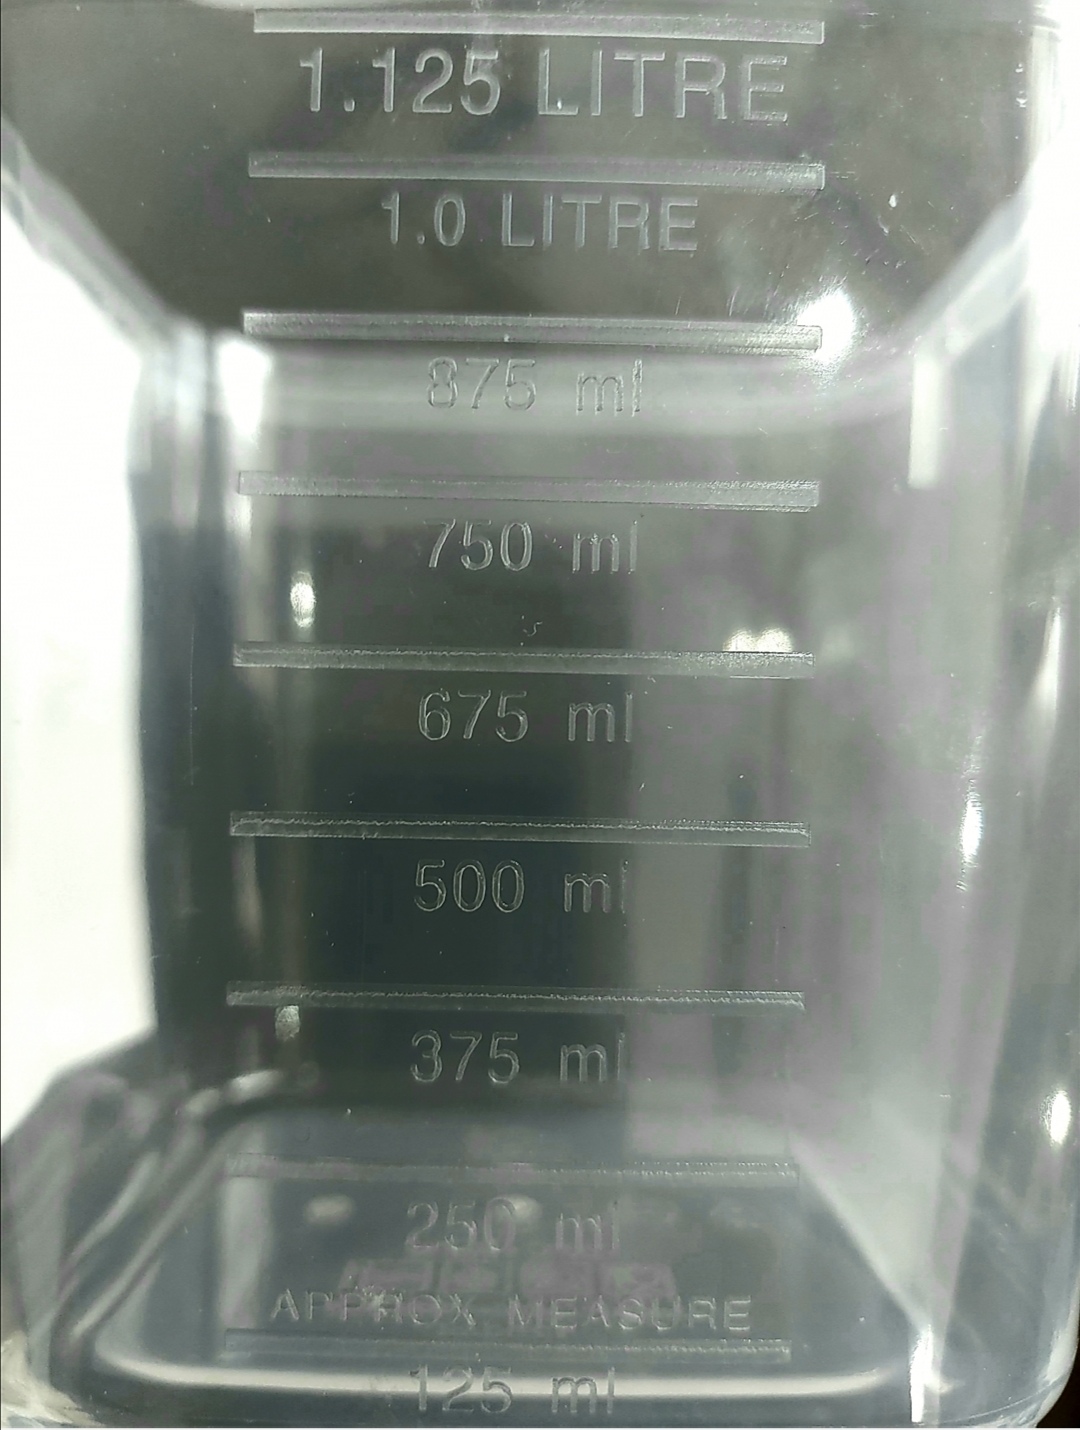 1.125 LITRE
1.0 LITRE
875 ml
750 ml
675 ml
500 ml
375 ml
250 ml
APPROX MEASURE
125 ml